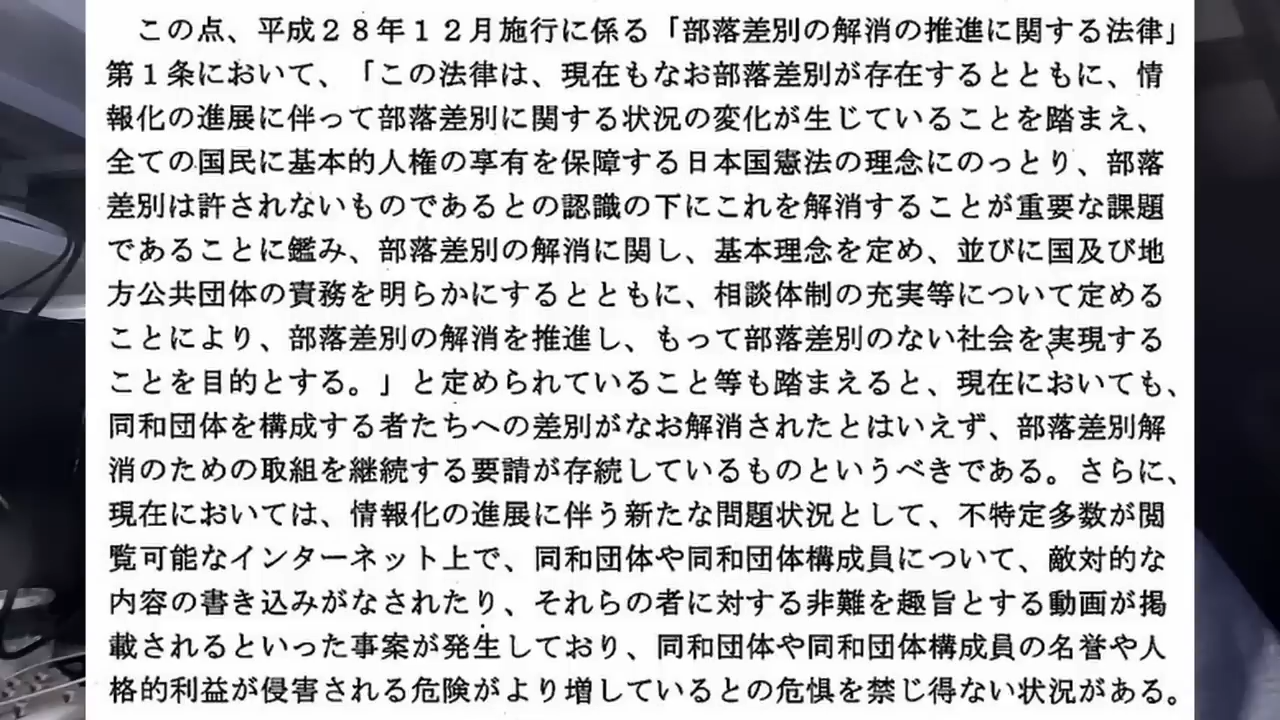 この点、平成２８年１２月施行に係る「部落差別の解消の推進に関する法律」
第１条において、「この法律は、現在もなお部落差別が存在するとともに、情
報化の進展に伴って部落差別に関する状況の変化が生じていることを踏まえ、
全ての国民に基本的人権の享有を保障する日本国憲法の理念にのっとり、部落
差別は許されないものであるとの認識の下にこれを解消することが重要な課題
であることに鑑み、部落差別の解消に関し、基本理念を定め、並びに国及び地
方公共団体の責務を明らかにするとともに、相談体制の充実等について定める
ことにより、部落差別の解消を推進し、もって部落差別のない社会を実現する
ことを目的とする。」と定められていること等も踏まえると、現在においても、
同和団体を構成する者たちへの差別がなお解消されたとはいえず、部落差別解
消のための取組を継続する要請が存続しているものというべきである。さらに、
現在においては、情報化の進展に伴う新たな問題状況として、不特定多数が閲
覧可能なインターネット上で、同和団体や同和団体構成員について、敵対的な
内容の書き込みがなされたり、それらの者に対する非難を趣旨とする動画が掲
載されるといった事案が発生しており、同和団体や同和団体構成員の名誉や人
格的利益が侵害される危険がより増しているとの危惧を禁じ得ない状況がある。